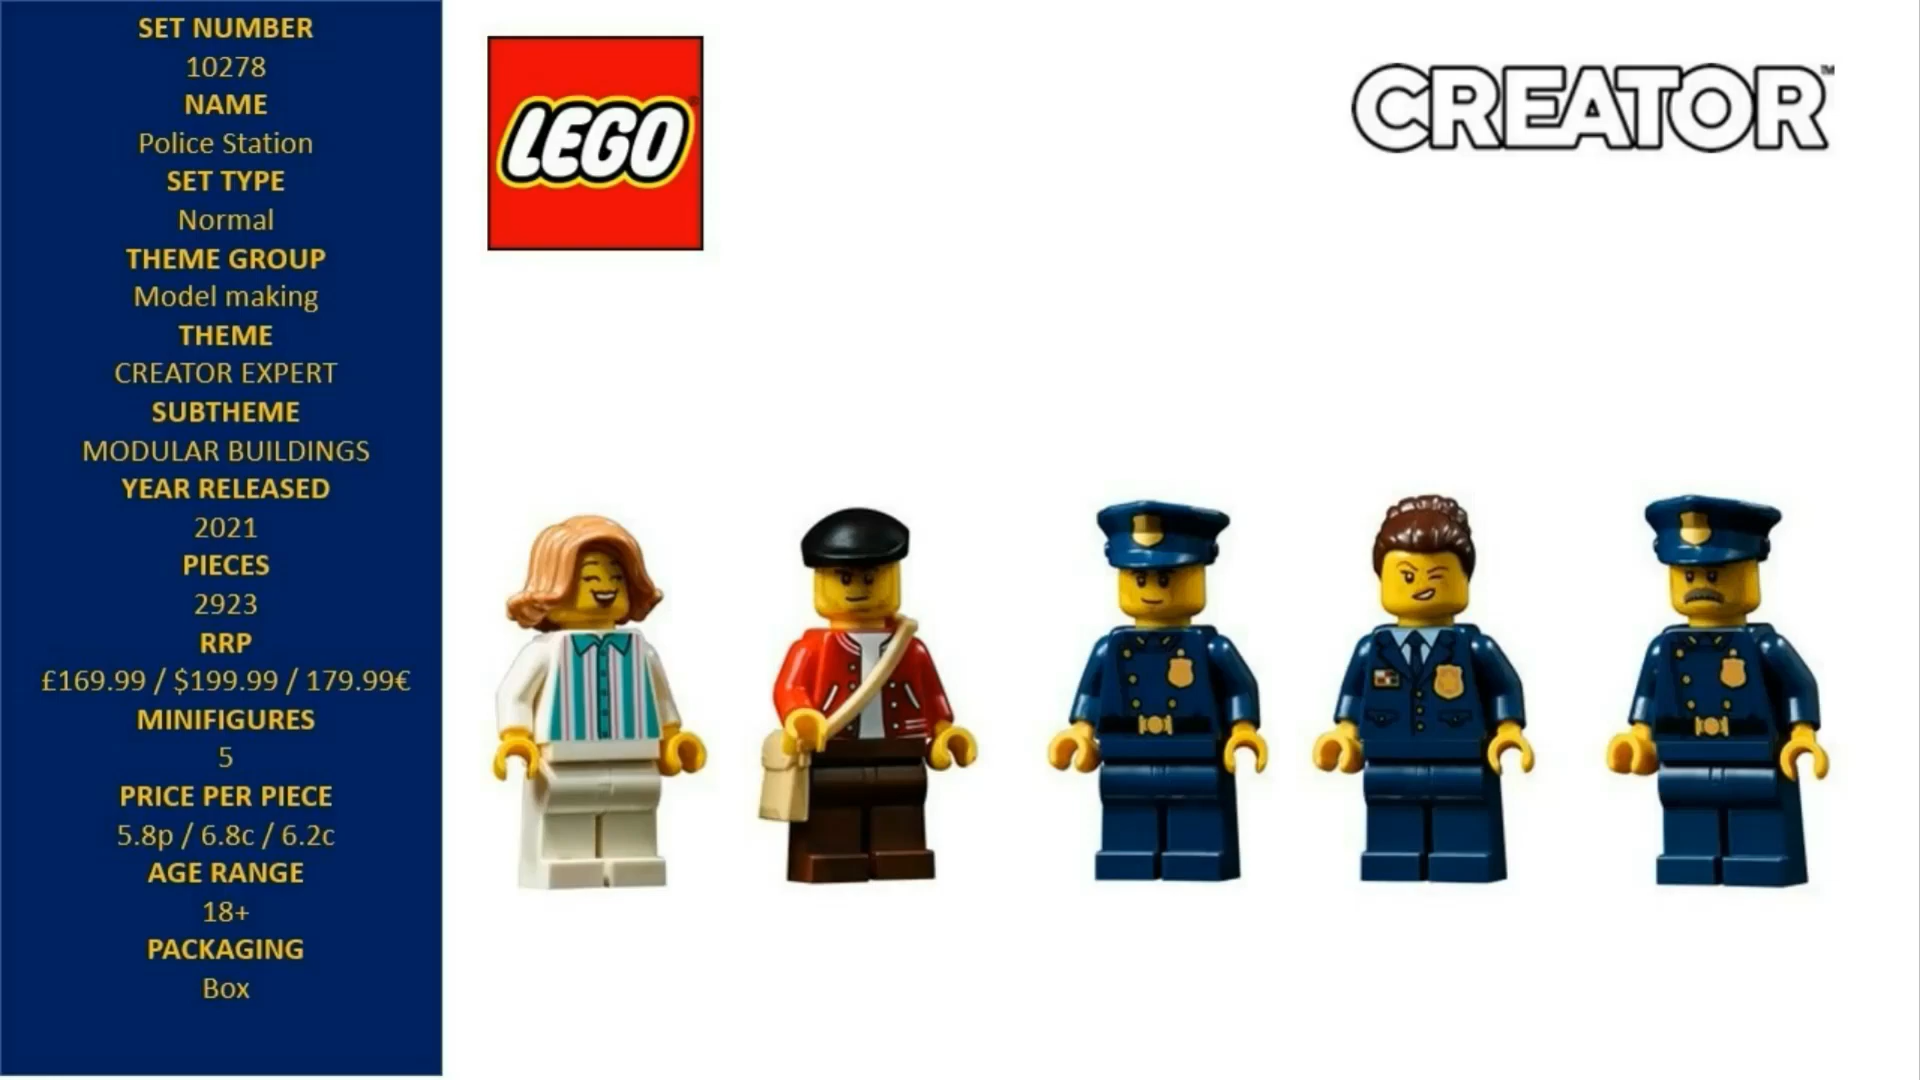 SET NUMBER
10278
NAME
Police Station
SET TYPE
Normal
THEME GROUP
Model making
THEME
CREATOR EXPERT
SUBTHEME
MODULAR BUILDINGS
YEAR RELEASED
2021
PIECES
2923
RRP
£169.99 / $199.99 / 179.99€
MINIFIGURES
5
PRICE PER PIECE
5.8p / 6.8c / 6.2c
AGE RANGE
18+
PACKAGING
Box
LEGO®
CREATOR™